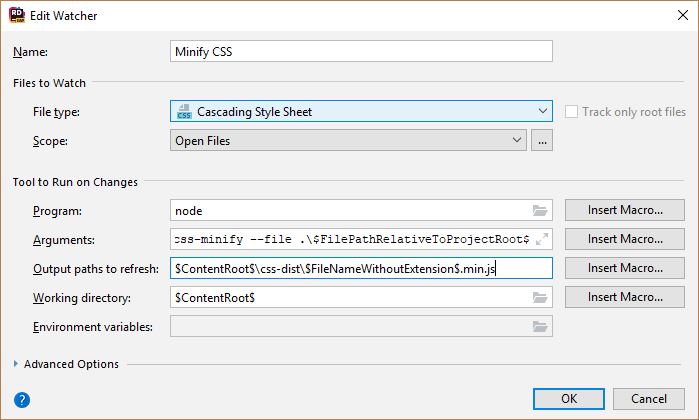 RD
EAP
Edit Watcher
Name:
Minify CSS
Files to Watch
File type:
CSS
Cascading Style Sheet
Track only root files
Scope:
Open Files
...
Tool to Run on Changes
Program:
node
Insert Macro...
Arguments:
css-minify --file .\$FilePathRelativeToProjectRoot$
Insert Macro...
Output paths to refresh:
$ContentRoot$\css-dist\$FileNameWithoutExtension$.min.js
Insert Macro...
Working directory:
$ContentRoot$
Insert Macro...
Environment variables:
Advanced Options
?
OK
Cancel